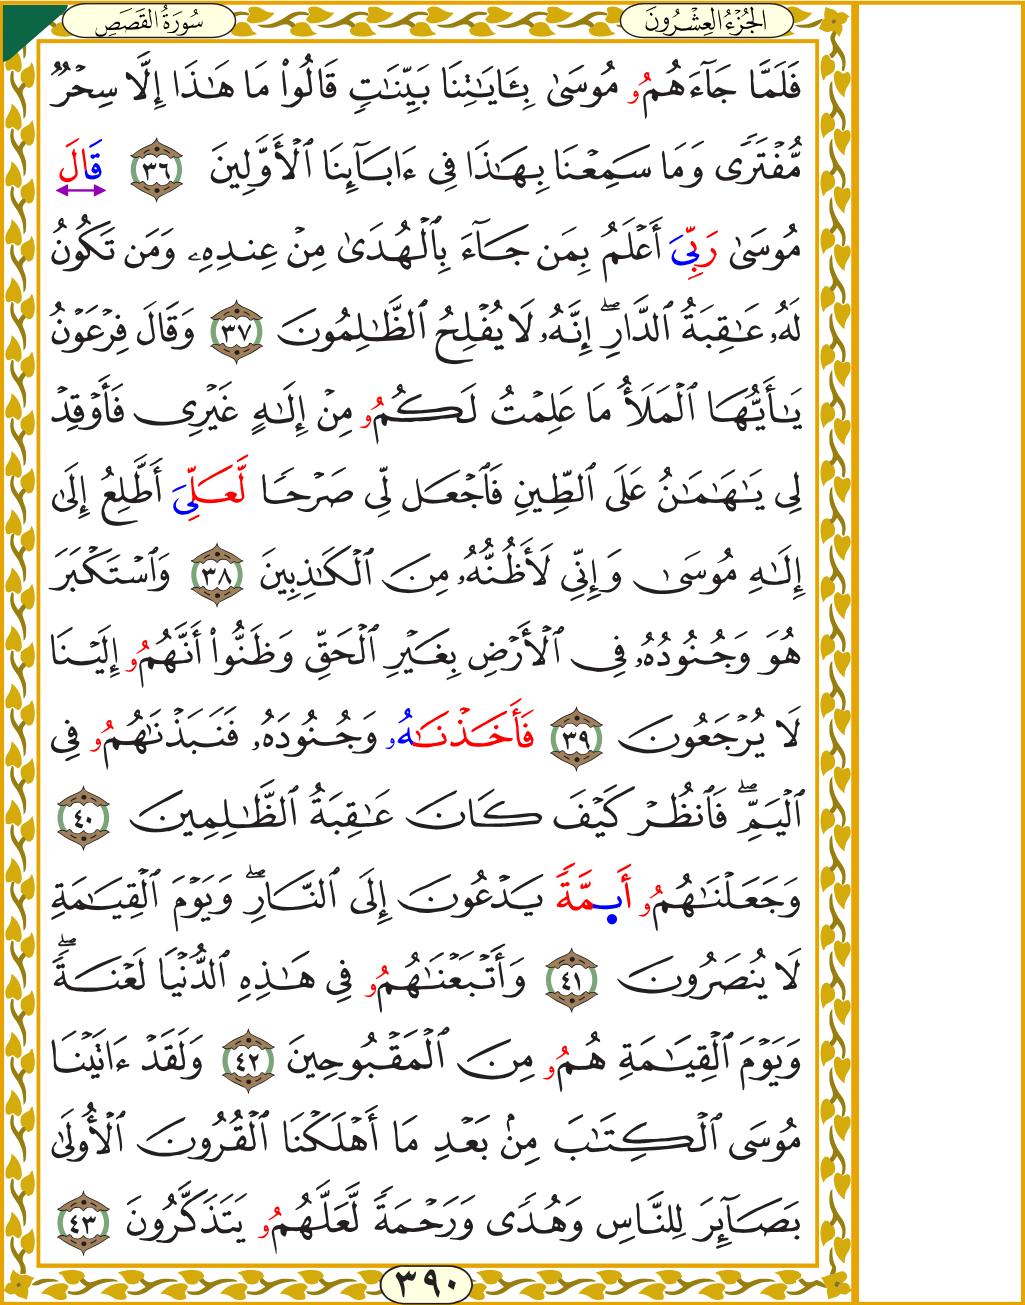 الجُزْءُ العِشْرُونَ
سُورَةُ القَصَصِ
فَلَمَّا جَآءَهُمُۥ مُوسَىٰ بِـَٔايَٰتِنَا بَيِّنَٰتٍ قَالُوا۟ مَا هَٰذَا إِلَّا سِحْرٌ
مُّفْتَرًى وَمَا سَمِعْنَا بِهَٰذَا فِى ءَابَآئِنَا ٱلْأَوَّلِينَ ٣٦ قَالَ
مُوسَىٰ رَبِّىَ أَعْلَمُ بِمَن جَآءَ بِٱلْهُدَىٰ مِنْ عِندِهِۦ وَمَن تَكُونُ
لَهُۥ عَٰقِبَةُ ٱلدَّارِ ۖ إِنَّهُۥ لَا يُفْلِحُ ٱلظَّٰلِمُونَ ٣٧ وَقَالَ فِرْعَوْنُ
يَٰٓأَيُّهَا ٱلْمَلَأُ مَا عَلِمْتُ لَكُمُۥ مِنْ إِلَٰهٍ غَيْرِى فَأَوْقِدْ
لِى يَٰهَٰمَٰنُ عَلَى ٱلطِّينِ فَٱجْعَل لِّى صَرْحًا لَّعَلِّىَ أَطَّلِعُ إِلَىٰ
إِلَٰهِ مُوسَىٰ وَإِنِّى لَأَظُنُّهُۥ مِنَ ٱلْكَٰذِبِينَ ٣٨ وَٱسْتَكْبَرَ
هُوَ وَجُنُودُهُۥ فِى ٱلْأَرْضِ بِغَيْرِ ٱلْحَقِّ وَظَنُّوٓا۟ أَنَّهُمُۥ إِلَيْنَا
لَا يُرْجَعُونَ ٣٩ فَأَخَذْنَٰهُۥ وَجُنُودَهُۥ فَنَبَذْنَٰهُمُۥ فِى
ٱلْيَمِّ ۖ فَٱنظُرْ كَيْفَ كَانَ عَٰقِبَةُ ٱلظَّٰلِمِينَ ٤٠
وَجَعَلْنَٰهُمُۥ أَىِٕمَّةً يَدْعُونَ إِلَى ٱلنَّارِ ۖ وَيَوْمَ ٱلْقِيَٰمَةِ
لَا يُنصَرُونَ ٤١ وَأَتْبَعْنَٰهُمُۥ فِى هَٰذِهِ ٱلدُّنْيَا لَعْنَةً ۖ
وَيَوْمَ ٱلْقِيَٰمَةِ هُمُۥ مِنَ ٱلْمَقْبُوحِينَ ٤٢ وَلَقَدْ ءَاتَيْنَا
مُوسَى ٱلْكِتَٰبَ مِنۢ بَعْدِ مَا أَهْلَكْنَا ٱلْقُرُونَ ٱلْأُولَىٰ
بَصَآئِرَ لِلنَّاسِ وَهُدًى وَرَحْمَةً لَّعَلَّهُمُۥ يَتَذَكَّرُونَ ٤٣
٣٩٠